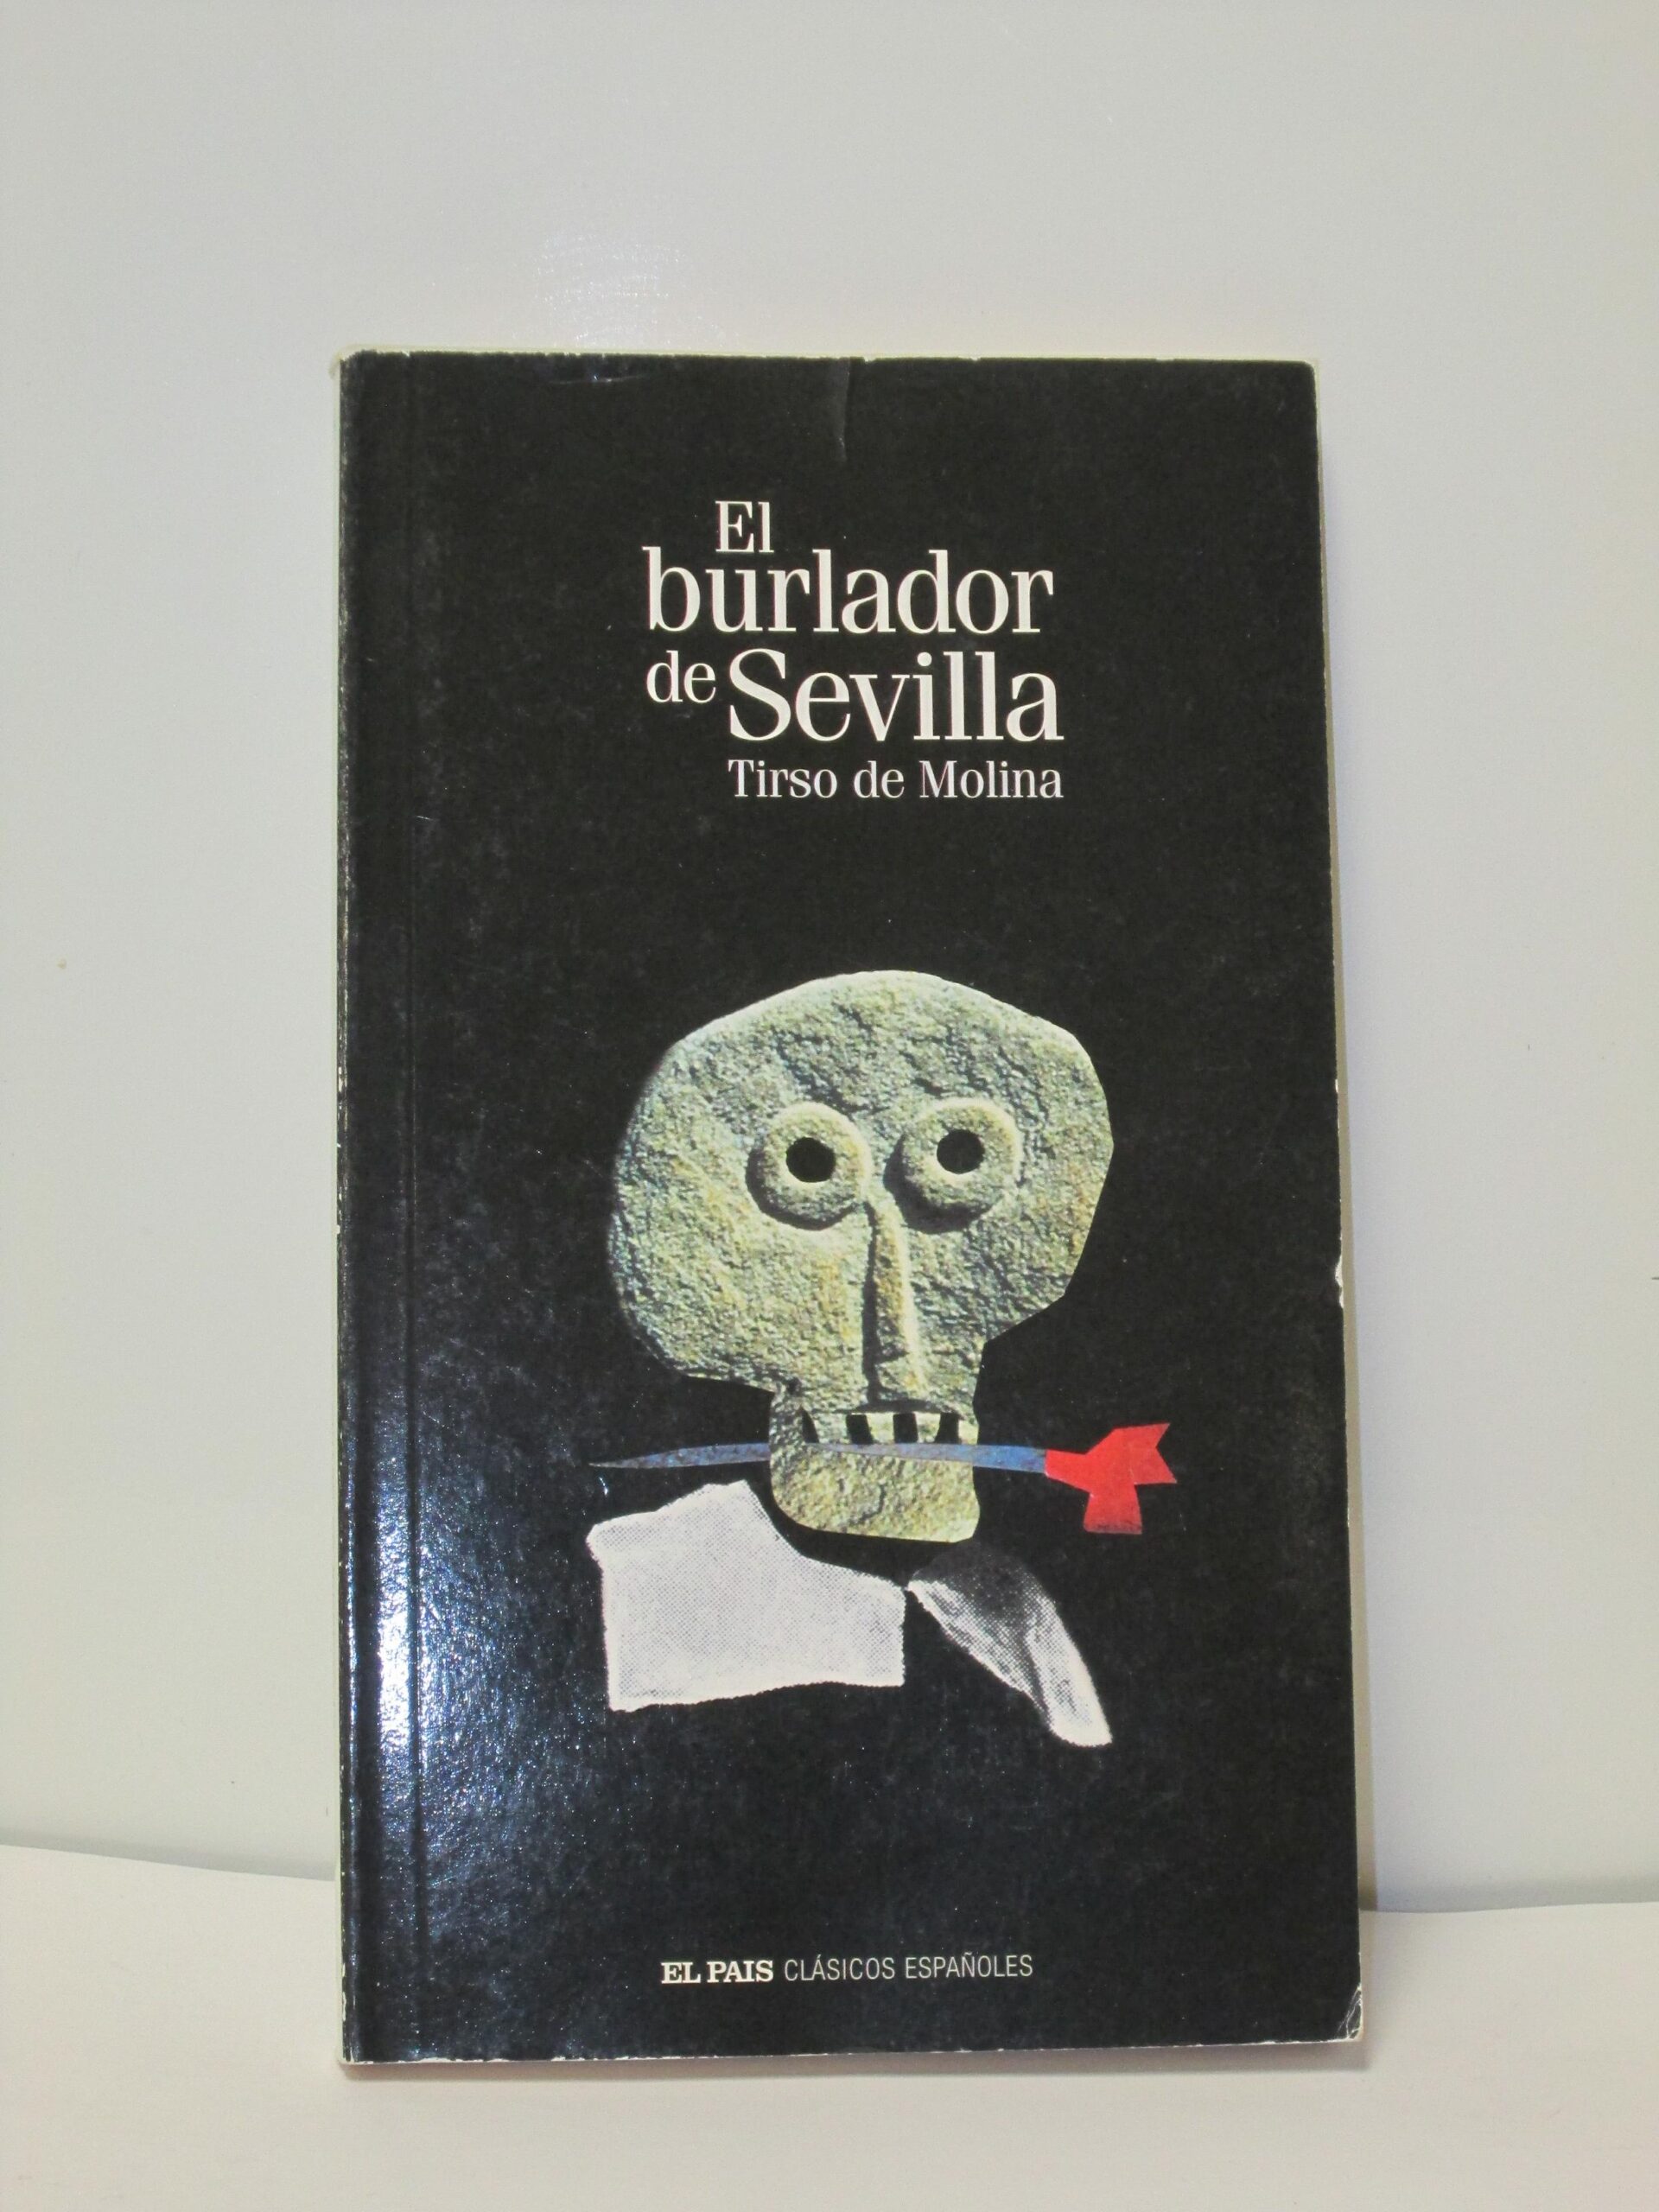 El
burlador
de Sevilla
Tirso de Molina
EL PAIS CLÁSICOS ESPAÑOLES